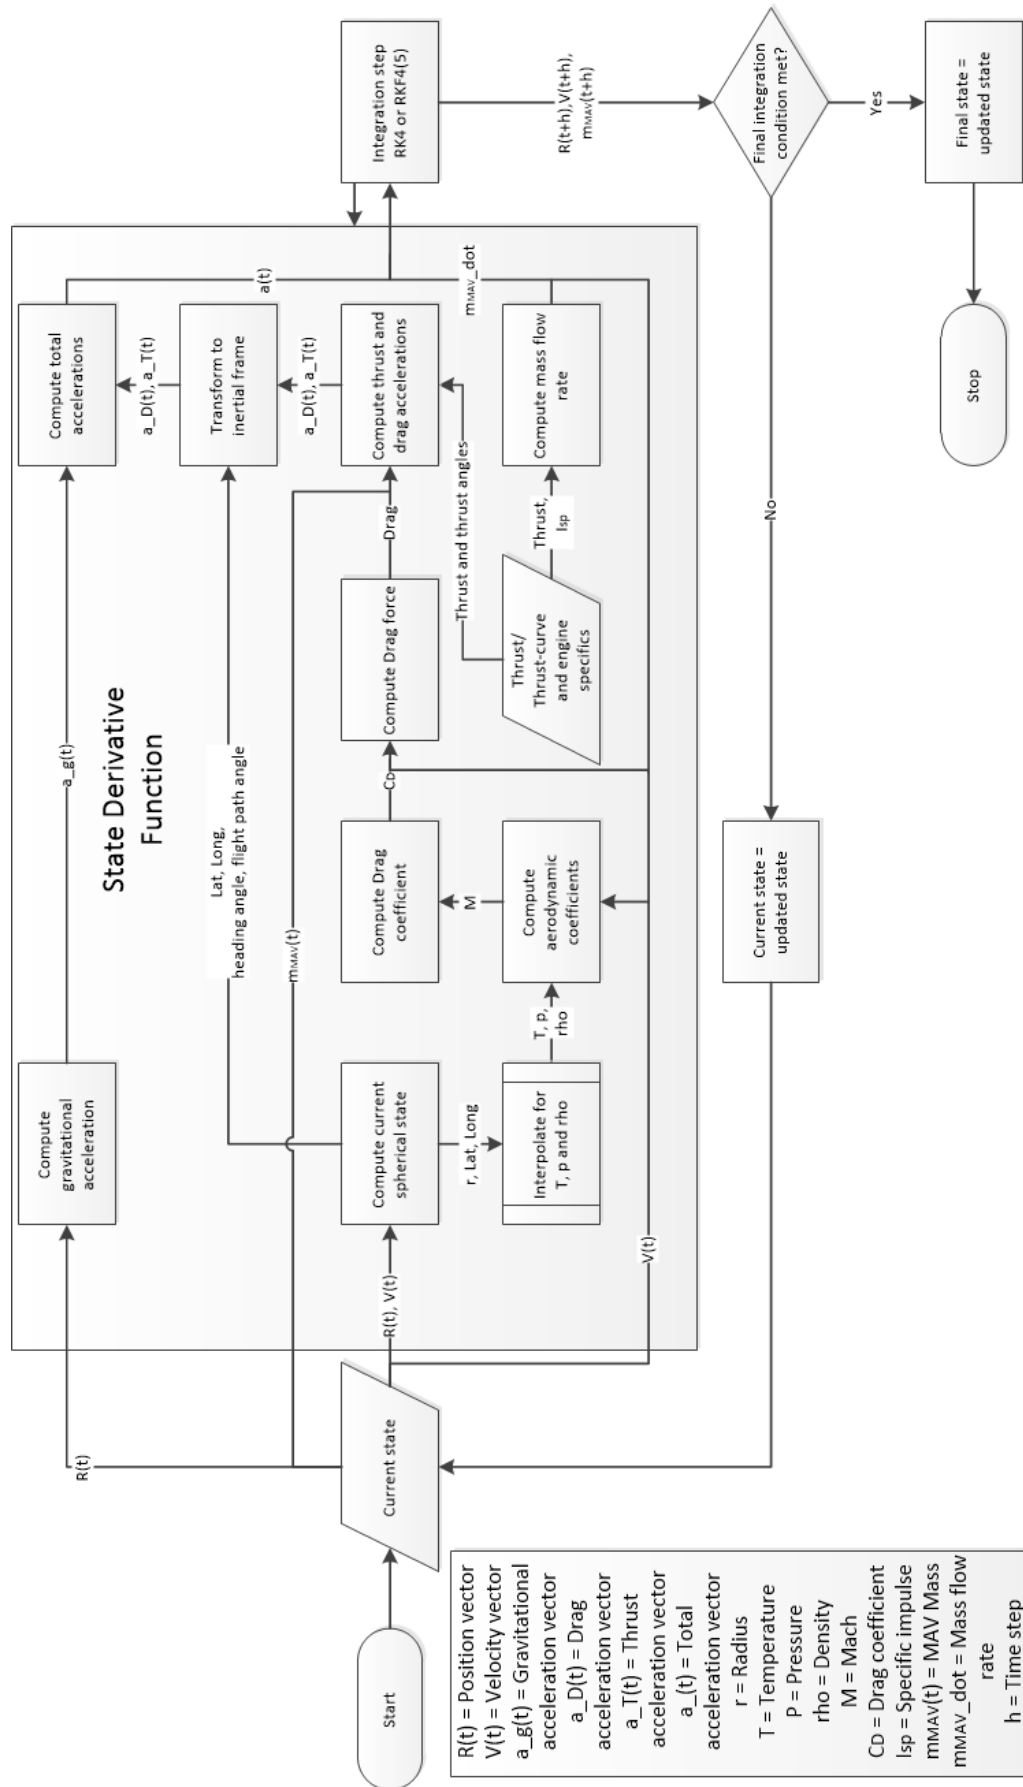 Start
Current state
R(t)
R(t), V(t)
mMAV(t)
V(t)
State Derivative
Function
Compute
gravitational
acceleration
a_g(t)
Compute current
spherical state
Lat, Long,
heading angle, flight path angle
r, Lat, Long
Interpolate for
T, p and rho
T, p,
rho
Compute
aerodynamic
coefficients
M
Compute Drag
coefficient
CD
Compute Drag force
Drag
Thrust/
Thrust-curve
and engine
specifics
Thrust and thrust angles
Thrust,
Isp
Compute mass flow
rate
mMAV_dot
Compute thrust and
drag accelerations
a_D(t), a_T(t)
Transform to
inertial frame
a_D(t), a_T(t)
Compute total
accelerations
a(t)
Integration step
RK4 or RKF4(5)
R(t+h),V(t+h),
mMAV(t+h)
Final integration
condition met?
Yes
Final state =
updated state
Stop
No
Current state =
updated state
R(t) = Position vector
V(t) = Velocity vector
a_g(t) = Gravitational
acceleration vector
a_D(t) = Drag
acceleration vector
a_T(t) = Thrust
acceleration vector
a_(t) = Total
acceleration vector
r = Radius
T = Temperature
P = Pressure
rho = Density
M = Mach
CD = Drag coefficient
Isp = Specific impulse
mMAV(t) = MAV Mass
mMAV_dot = Mass flow
rate
h = Time step